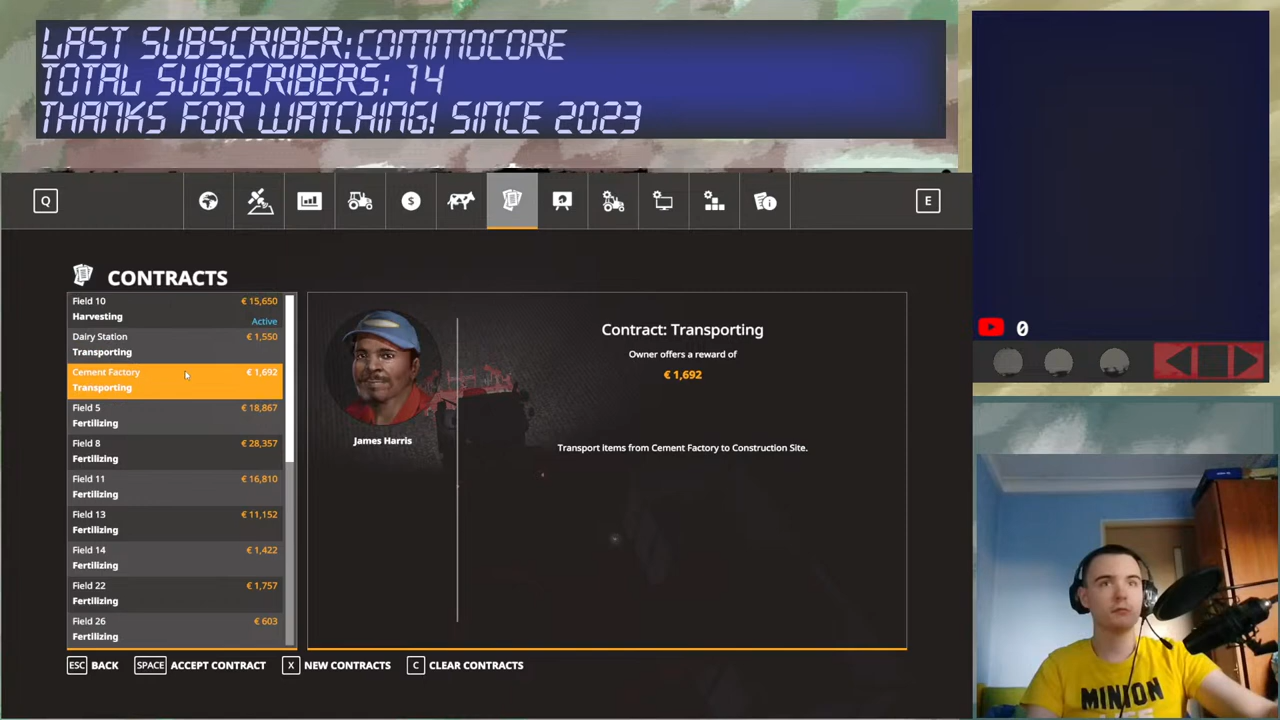 LAST SUBSCRIBER:COMMOCORE
TOTAL SUBSCRIBERS: 14
THANKS FOR WATCHING! SINCE 2023
Q
E
CONTRACTS
Field 10 € 15,650
Harvesting Active
Dairy Station € 1,550
Transporting
Cement Factory € 1,692
Transporting
Field 5 € 18,867
Fertilizing
Field 8 € 28,357
Fertilizing
Field 11 € 16,810
Fertilizing
Field 13 € 11,152
Fertilizing
Field 14 € 1,422
Fertilizing
Field 22 € 1,757
Fertilizing
Field 26 € 603
Fertilizing
James Harris
Contract: Transporting
Owner offers a reward of
€ 1,692
Transport items from Cement Factory to Construction Site.
ESC BACK SPACE ACCEPT CONTRACT X NEW CONTRACTS C CLEAR CONTRACTS
0
MINION